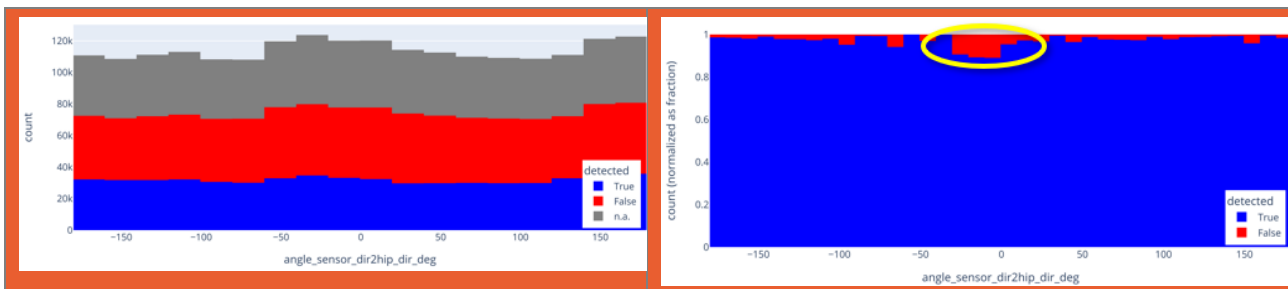 120k
100k
80k
60k
40k
20k
0
count
−150
−100
−50
0
50
100
150
angle_sensor_dir2hip_dir_deg
detected
True
False
n.a.
1
0.8
0.6
0.4
0.2
0
count (normalized as fraction)
−150
−100
−50
0
50
100
150
angle_sensor_dir2hip_dir_deg
detected
True
False